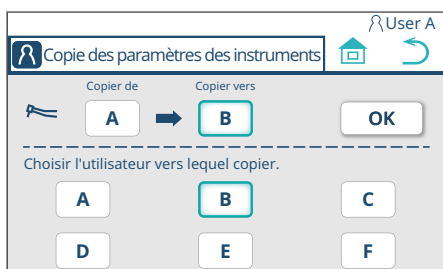 User A
Copie des paramètres des instruments
Copier de Copier vers
A B OK
Choisir l'utilisateur vers lequel copier.
A B C
D E F